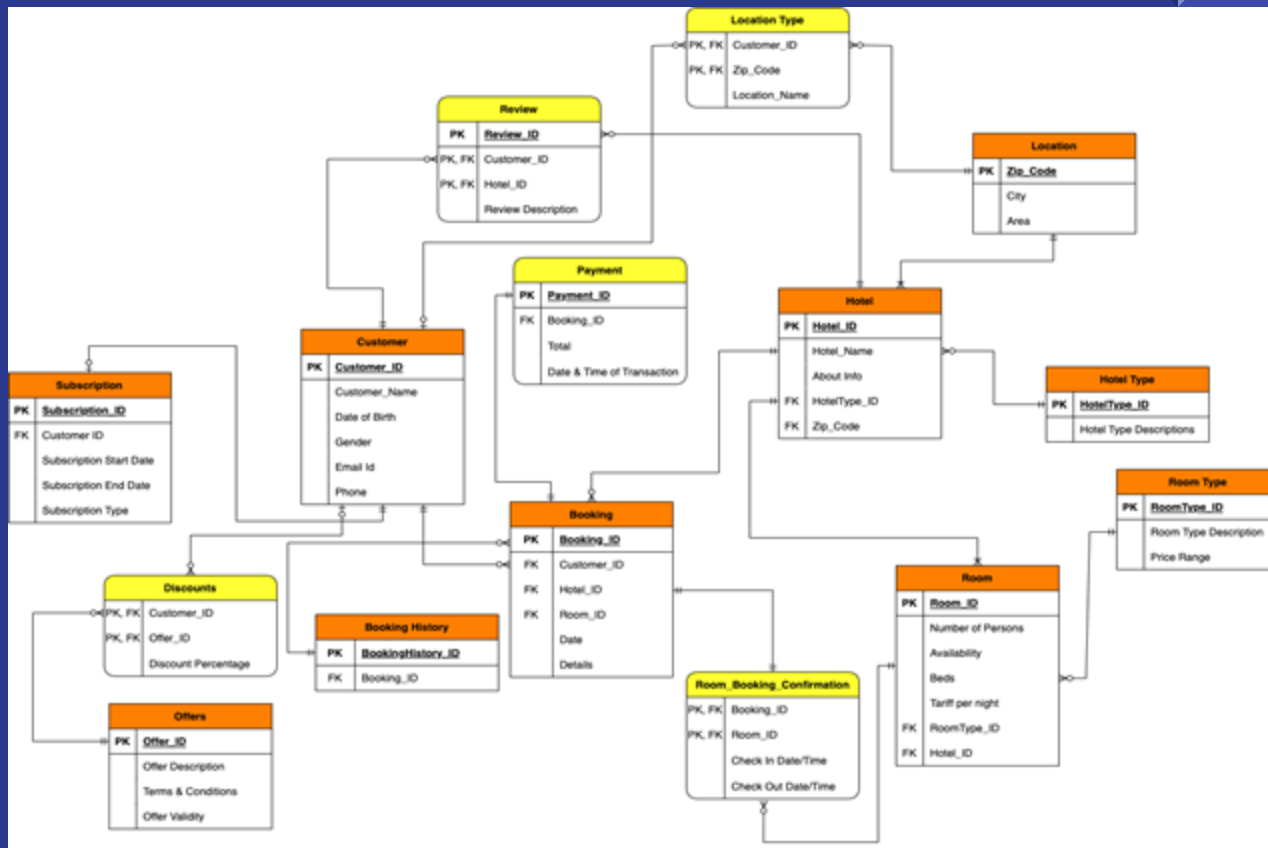 Location Type
PK, FK Customer_ID
PK, FK Zip_Code
Location_Name
Review
PK Review_ID
PK, FK Customer_ID
PK, FK Hotel_ID
Review Description
Location
PK Zip_Code
City
Area
Payment
PK Payment_ID
FK Booking_ID
Total
Date & Time of Transaction
Hotel
PK Hotel_ID
Hotel_Name
About Info
FK HotelType_ID
FK Zip_Code
Customer
PK Customer_ID
Customer_Name
Date of Birth
Gender
Email Id
Phone
Subscription
PK Subscription_ID
FK Customer ID
Subscription Start Date
Subscription End Date
Subscription Type
Hotel Type
PK HotelType_ID
Hotel Type Descriptions
Room Type
PK RoomType_ID
Room Type Description
Price Range
Booking
PK Booking_ID
FK Customer_ID
FK Hotel_ID
FK Room_ID
Date
Details
Discounts
PK, FK Customer_ID
PK, FK Offer_ID
Discount Percentage
Booking History
PK BookingHistory_ID
FK Booking_ID
Room
PK Room_ID
Number of Persons
Availability
Beds
Tariff per night
FK RoomType_ID
FK Hotel_ID
Room_Booking_Confirmation
PK, FK Booking_ID
PK, FK Room_ID
Check In Date/Time
Check Out Date/Time
Offers
PK Offer_ID
Offer Description
Terms & Conditions
Offer Validity